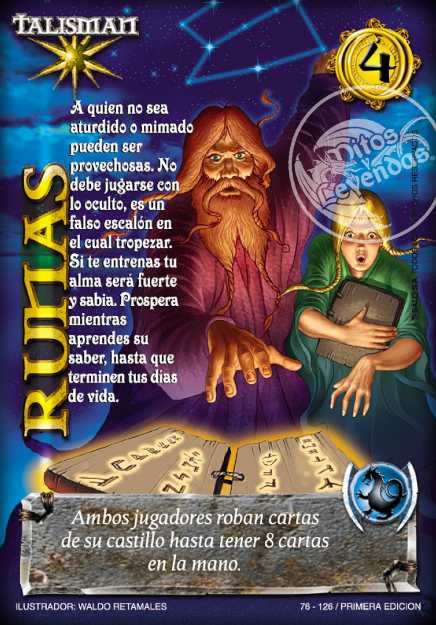 TALISMAN
4
A quien no sea
aturdido o mimado
pueden ser
provechosas. No
debe jugarse con
lo oculto, es un
falso escalón en
el cual tropezar.
Si te entrenas tu
alma será fuerte
y sabia. Prospera
mientras
aprendes su
saber, hasta que
terminen tus días
de vida.
RUNAS
Mitos
y
Leyendas
Ambos jugadores roban cartas
de su castillo hasta tener 8 cartas
en la mano.
ILUSTRADOR: WALDO RETAMALES
76 - 126 / PRIMERA EDICION